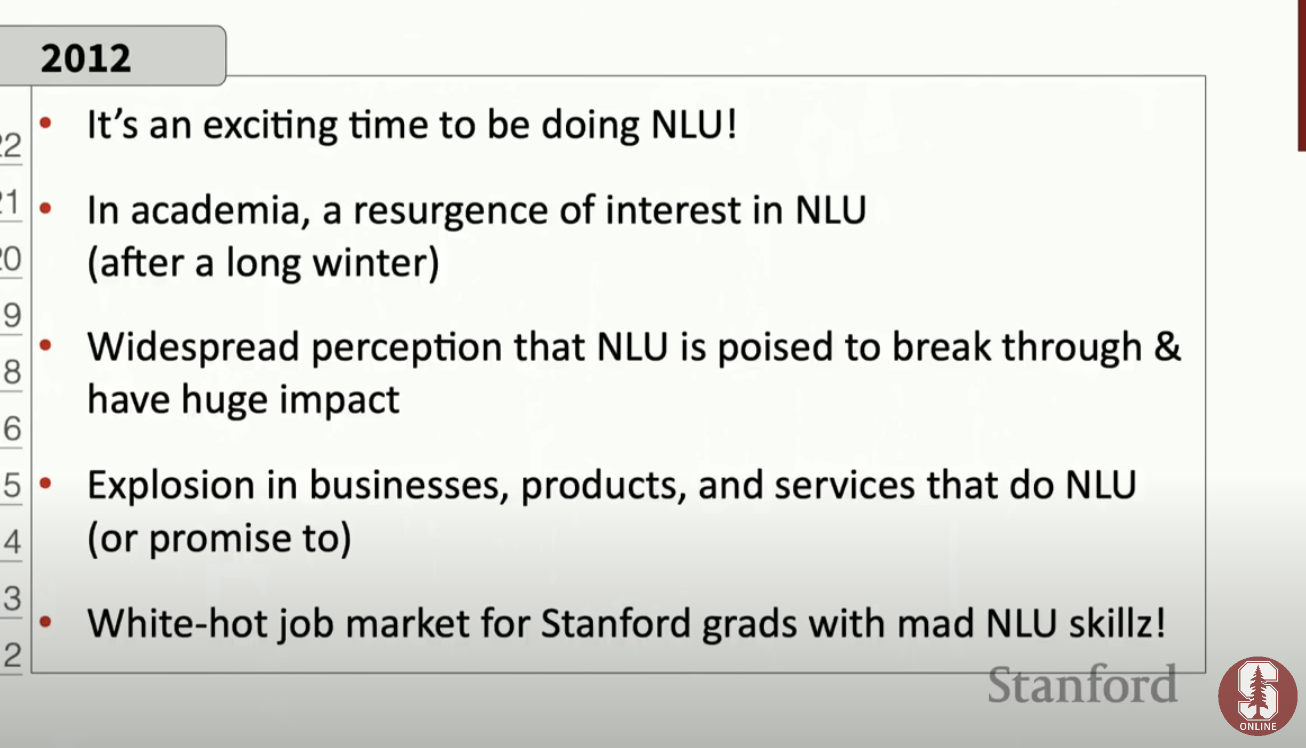 2012
22
21
20
9
8
6
5
4
3
2
• It's an exciting time to be doing NLU!
• In academia, a resurgence of interest in NLU
(after a long winter)
• Widespread perception that NLU is poised to break through &
have huge impact
• Explosion in businesses, products, and services that do NLU
(or promise to)
• White-hot job market for Stanford grads with mad NLU skillz!
Stanford
S
ONLINE